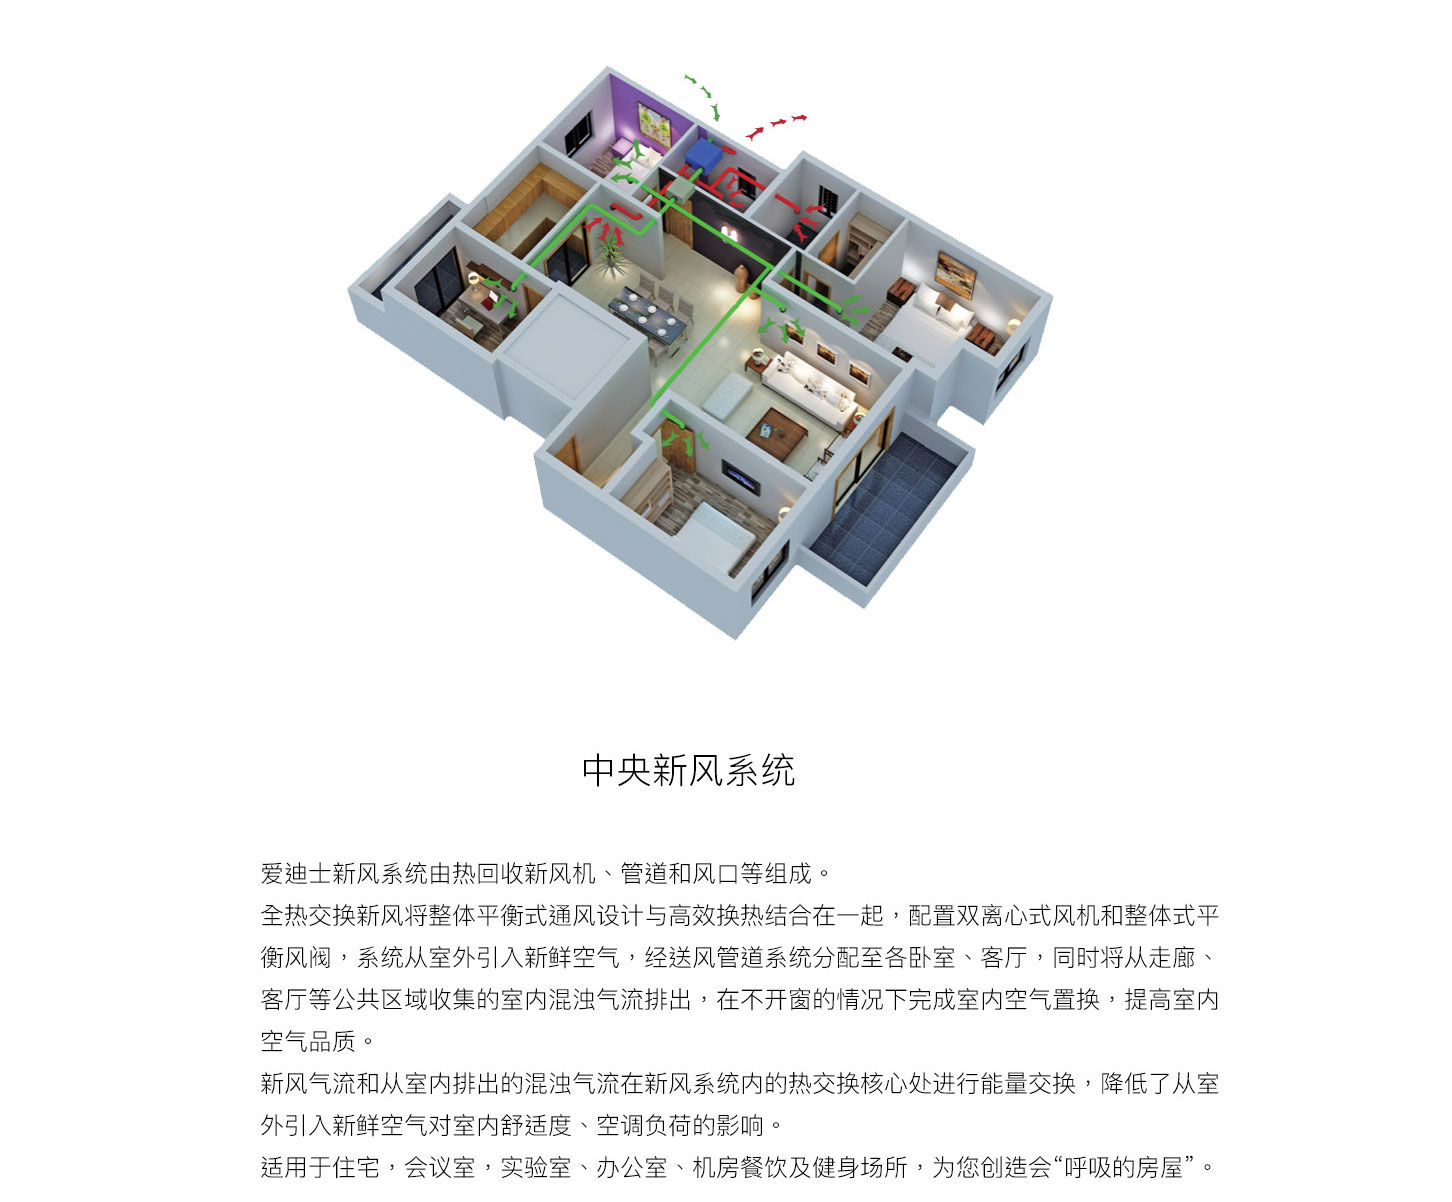 中央新风系统
爱迪士新风系统由热回收新风机、管道和风口等组成。
全热交换新风将整体平衡式通风设计与高效换热结合在一起，配置双离心式风机和整体式平
衡风阀，系统从室外引入新鲜空气，经送风管道系统分配至各卧室、客厅，同时将从走廊、
客厅等公共区域收集的室内混浊气流排出，在不开窗的情况下完成室内空气置换，提高室内
空气品质。
新风气流和从室内排出的混浊气流在新风系统内的热交换核心处进行能量交换，降低了从室
外引入新鲜空气对室内舒适度、空调负荷的影响。
适用于住宅，会议室，实验室、办公室、机房餐饮及健身场所，为您创造会“呼吸的房屋”。